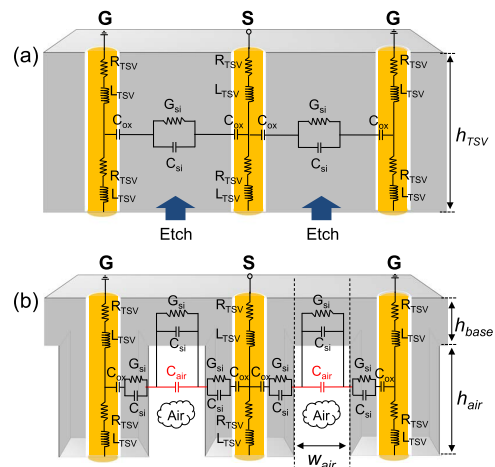 G S G
(a)
R_TSV R_TSV R_TSV
L_TSV L_TSV L_TSV
G_si G_si
C_ox C_ox C_ox C_ox
C_si C_si
h_TSV
R_TSV R_TSV R_TSV
L_TSV L_TSV L_TSV
Etch Etch
G S G
(b)
R_TSV G_si R_TSV G_si R_TSV
h_base
L_TSV C_si L_TSV C_si L_TSV
G_si C_air G_si G_si C_air G_si
C_ox C_ox C_ox C_ox
C_si C_si C_si C_si
h_air
R_TSV Air R_TSV Air R_TSV
L_TSV L_TSV L_TSV
w_air